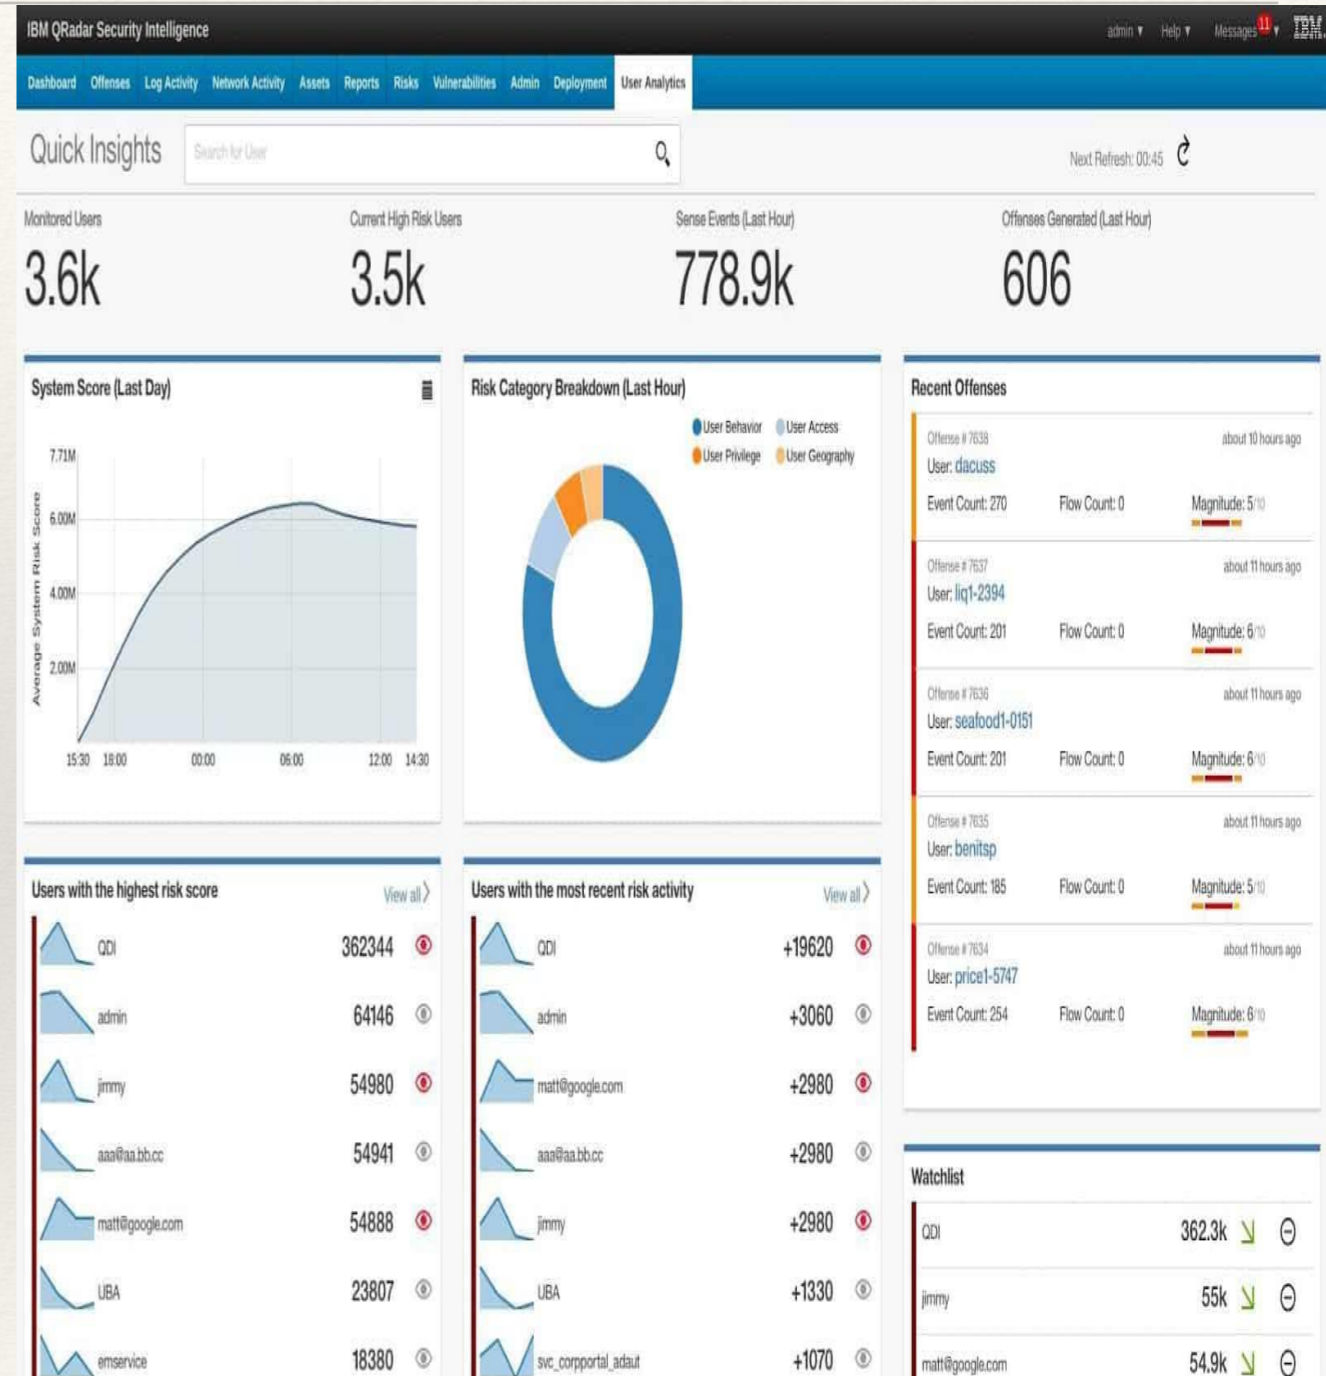 IBM QRadar Security Intelligence
admin ▾ Help ▾ Messages 11 ▾ IBM.
Dashboard Offenses Log Activity Network Activity Assets Reports Risks Vulnerabilities Admin Deployment User Analytics
Quick Insights Search for User Next Refresh: 00:45
Monitored Users Current High Risk Users Sense Events (Last Hour) Offenses Generated (Last Hour)
3.6k 3.5k 778.9k 606
System Score (Last Day)
7.71M
6.00M
4.00M
2.00M
Average System Risk Score
15:30 18:00 00:00 06:00 12:00 14:30
Risk Category Breakdown (Last Hour)
User Behavior User Access
User Privilege User Geography
Recent Offenses
Offense # 7638 about 10 hours ago
User: dacuss
Event Count: 270 Flow Count: 0 Magnitude: 5/10
Offense # 7637 about 11 hours ago
User: liq1-2394
Event Count: 201 Flow Count: 0 Magnitude: 6/10
Offense # 7636 about 11 hours ago
User: seafood1-0151
Event Count: 201 Flow Count: 0 Magnitude: 6/10
Offense # 7635 about 11 hours ago
User: benitsp
Event Count: 185 Flow Count: 0 Magnitude: 5/10
Offense # 7634 about 11 hours ago
User: price1-5747
Event Count: 254 Flow Count: 0 Magnitude: 6/10
Users with the highest risk score View all
QDI 362344
admin 64146
jimmy 54980
aaa@aa.bb.cc 54941
matt@google.com 54888
UBA 23807
emservice 18380
Users with the most recent risk activity View all
QDI +19620
admin +3060
matt@google.com +2980
aaa@aa.bb.cc +2980
jimmy +2980
UBA +1330
svc_corpportal_adaut +1070
Watchlist
QDI 362.3k
jimmy 55k
matt@google.com 54.9k